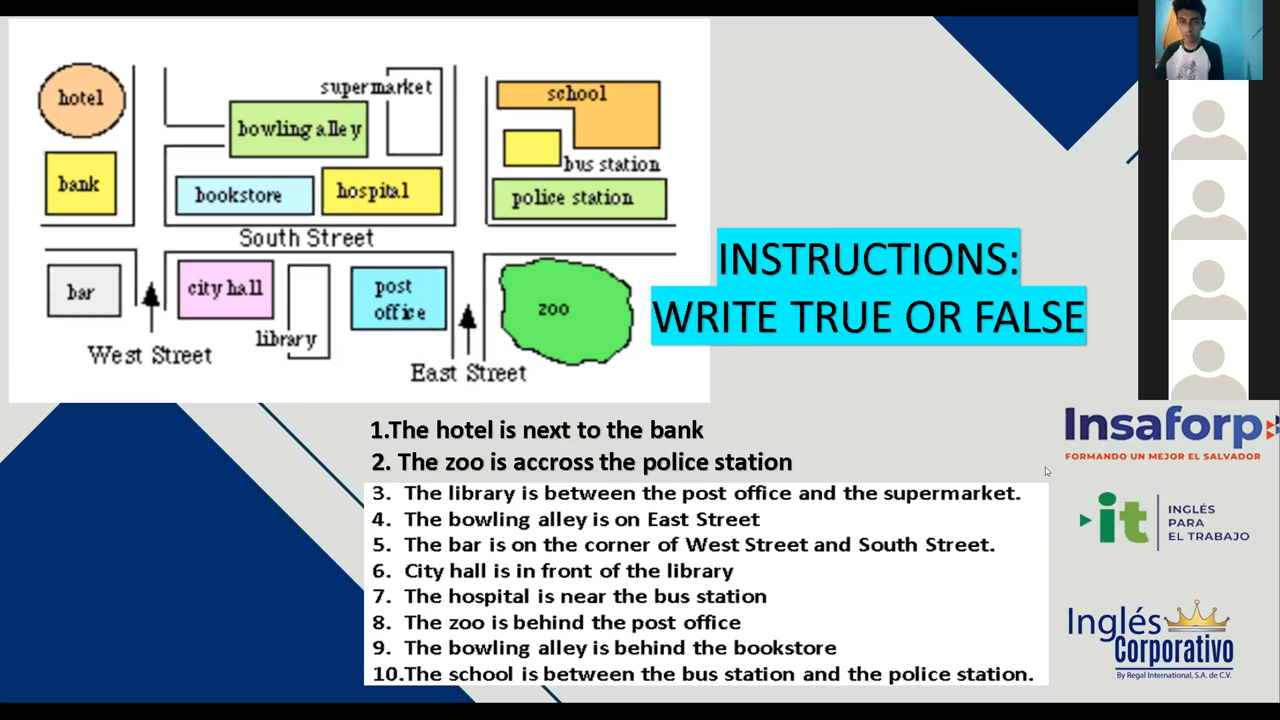 hotel
supermarket
school
bowling alley
bus station
bank
bookstore
hospital
police station
South Street
bar
city hall
post
office
zoo
library
West Street
East Street
INSTRUCTIONS:
WRITE TRUE OR FALSE
1.The hotel is next to the bank
2. The zoo is accross the police station
3. The library is between the post office and the supermarket.
4. The bowling alley is on East Street
5. The bar is on the corner of West Street and South Street.
6. City hall is in front of the library
7. The hospital is near the bus station
8. The zoo is behind the post office
9. The bowling alley is behind the bookstore
10.The school is between the bus station and the police station.
Insaforp
FORMANDO UN MEJOR EL SALVADOR
it
INGLÉS
PARA
EL TRABAJO
Inglés
Corporativo
By Regal International, S.A. de C.V.